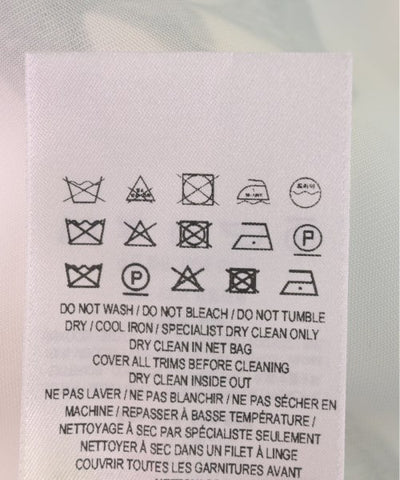 P
P
DO NOT WASH / DO NOT BLEACH / DO NOT TUMBLE
DRY / COOL IRON / SPECIALIST DRY CLEAN ONLY
DRY CLEAN IN NET BAG
COVER ALL TRIMS BEFORE CLEANING
DRY CLEAN INSIDE OUT
NE PAS LAVER / NE PAS BLANCHIR / NE PAS SÉCHER EN
MACHINE / REPASSER À BASSE TEMPÉRATURE /
NETTOYAGE À SEC PAR SPÉCIALISTE SEULEMENT
NETTOYER À SEC DANS UN FILET À LINGE
COUVRIR TOUTES LES GARNITURES AVANT